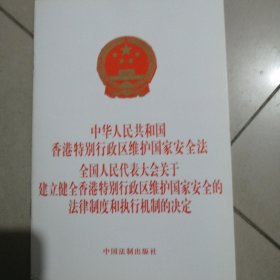 中华人民共和国
香港特别行政区维护国家安全法
全国人民代表大会关于
建立健全香港特别行政区维护国家安全的
法律制度和执行机制的决定
中国法制出版社